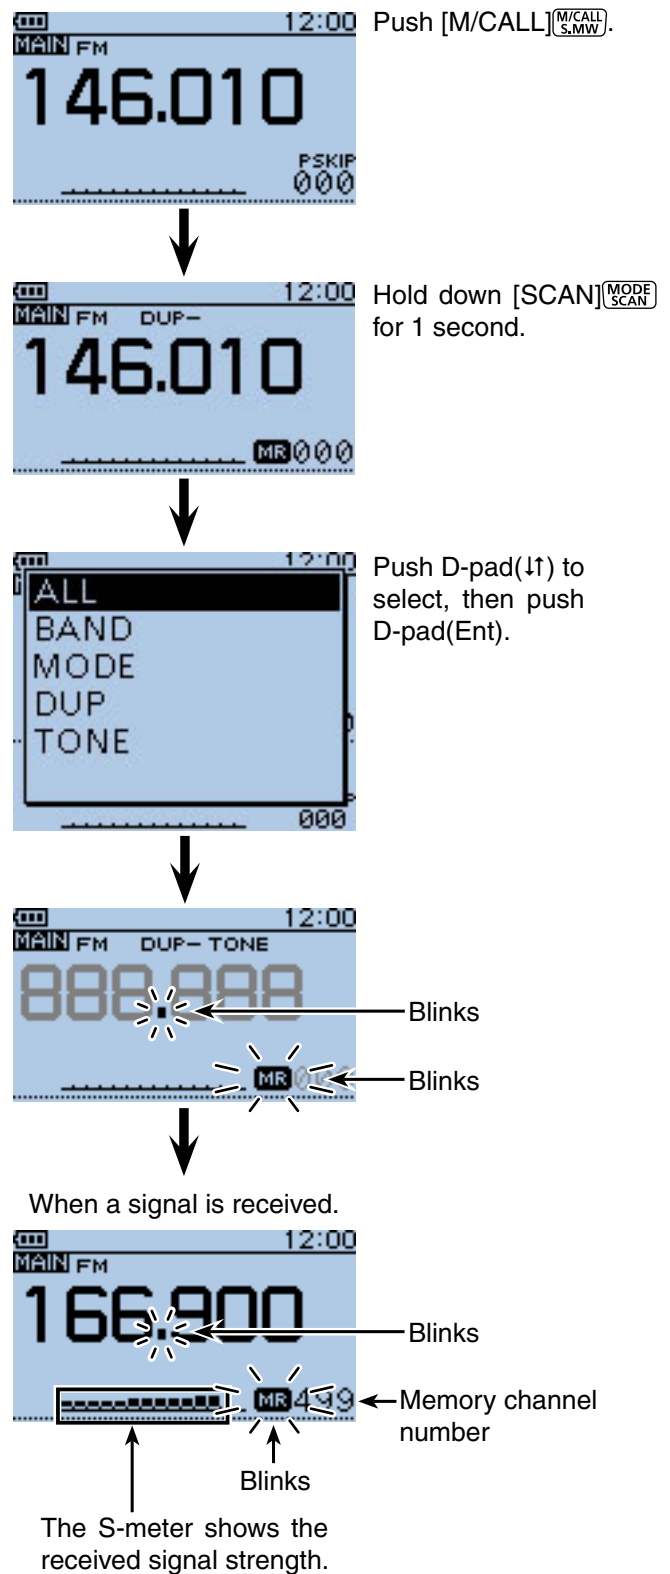 12:00
MAIN FM
146.010
PSKIP
000
Push [M/CALL] M/CALL S.MW.
12:00
MAIN FM DUP–
146.010
MR 000
Hold down [SCAN] MODE SCAN
for 1 second.
12:00
ALL
BAND
MODE
DUP
TONE
000
Push D-pad(↓↑) to
select, then push
D-pad(Ent).
12:00
MAIN FM DUP– TONE
888.888
Blinks
MR
Blinks
When a signal is received.
12:00
MAIN FM
166.900
Blinks
MR 499
Memory channel
number
Blinks
The S-meter shows the
received signal strength.